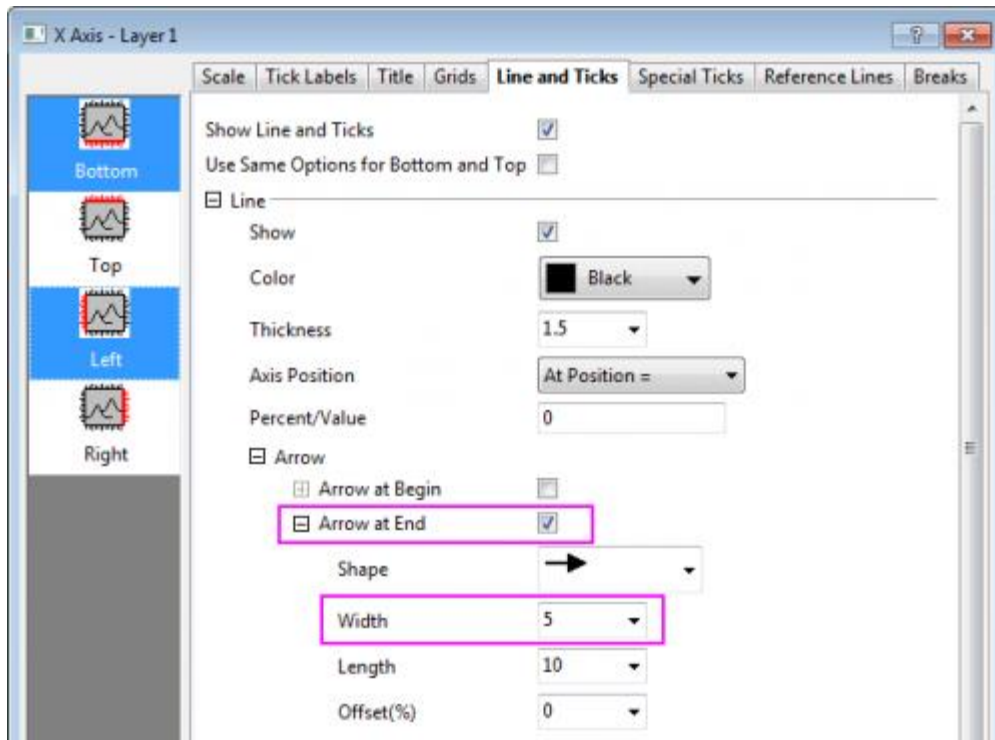 X Axis - Layer 1
Scale Tick Labels Title Grids Line and Ticks Special Ticks Reference Lines Breaks
Bottom
Top
Left
Right
Show Line and Ticks
Use Same Options for Bottom and Top
Line
Show
Color Black
Thickness 1.5
Axis Position At Position =
Percent/Value 0
Arrow
Arrow at Begin
Arrow at End
Shape
Width 5
Length 10
Offset(%) 0